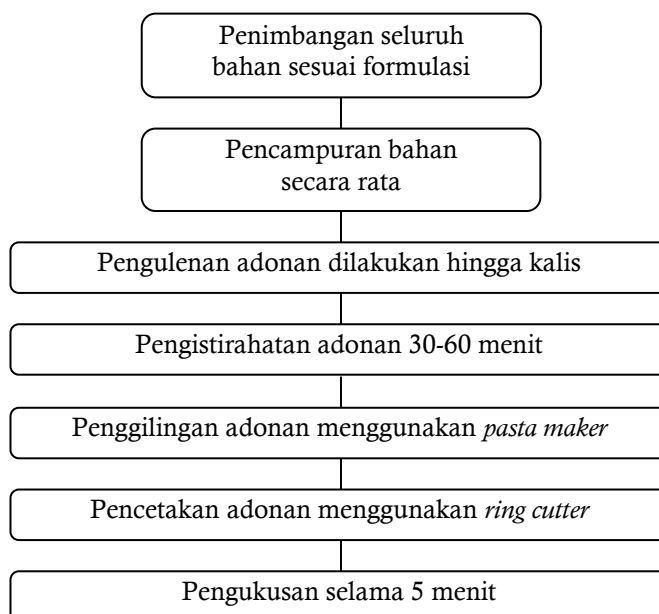 Penimbangan seluruh
bahan sesuai formulasi
Pencampuran bahan
secara rata
Pengulenan adonan dilakukan hingga kalis
Pengistirahatan adonan 30-60 menit
Penggilingan adonan menggunakan pasta maker
Pencetakan adonan menggunakan ring cutter
Pengukusan selama 5 menit